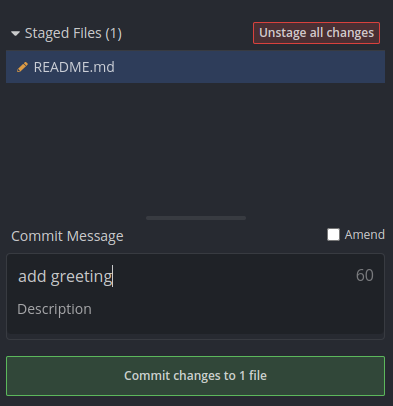 Staged Files (1)
Unstage all changes
README.md
Commit Message
Amend
add greeting
60
Description
Commit changes to 1 file